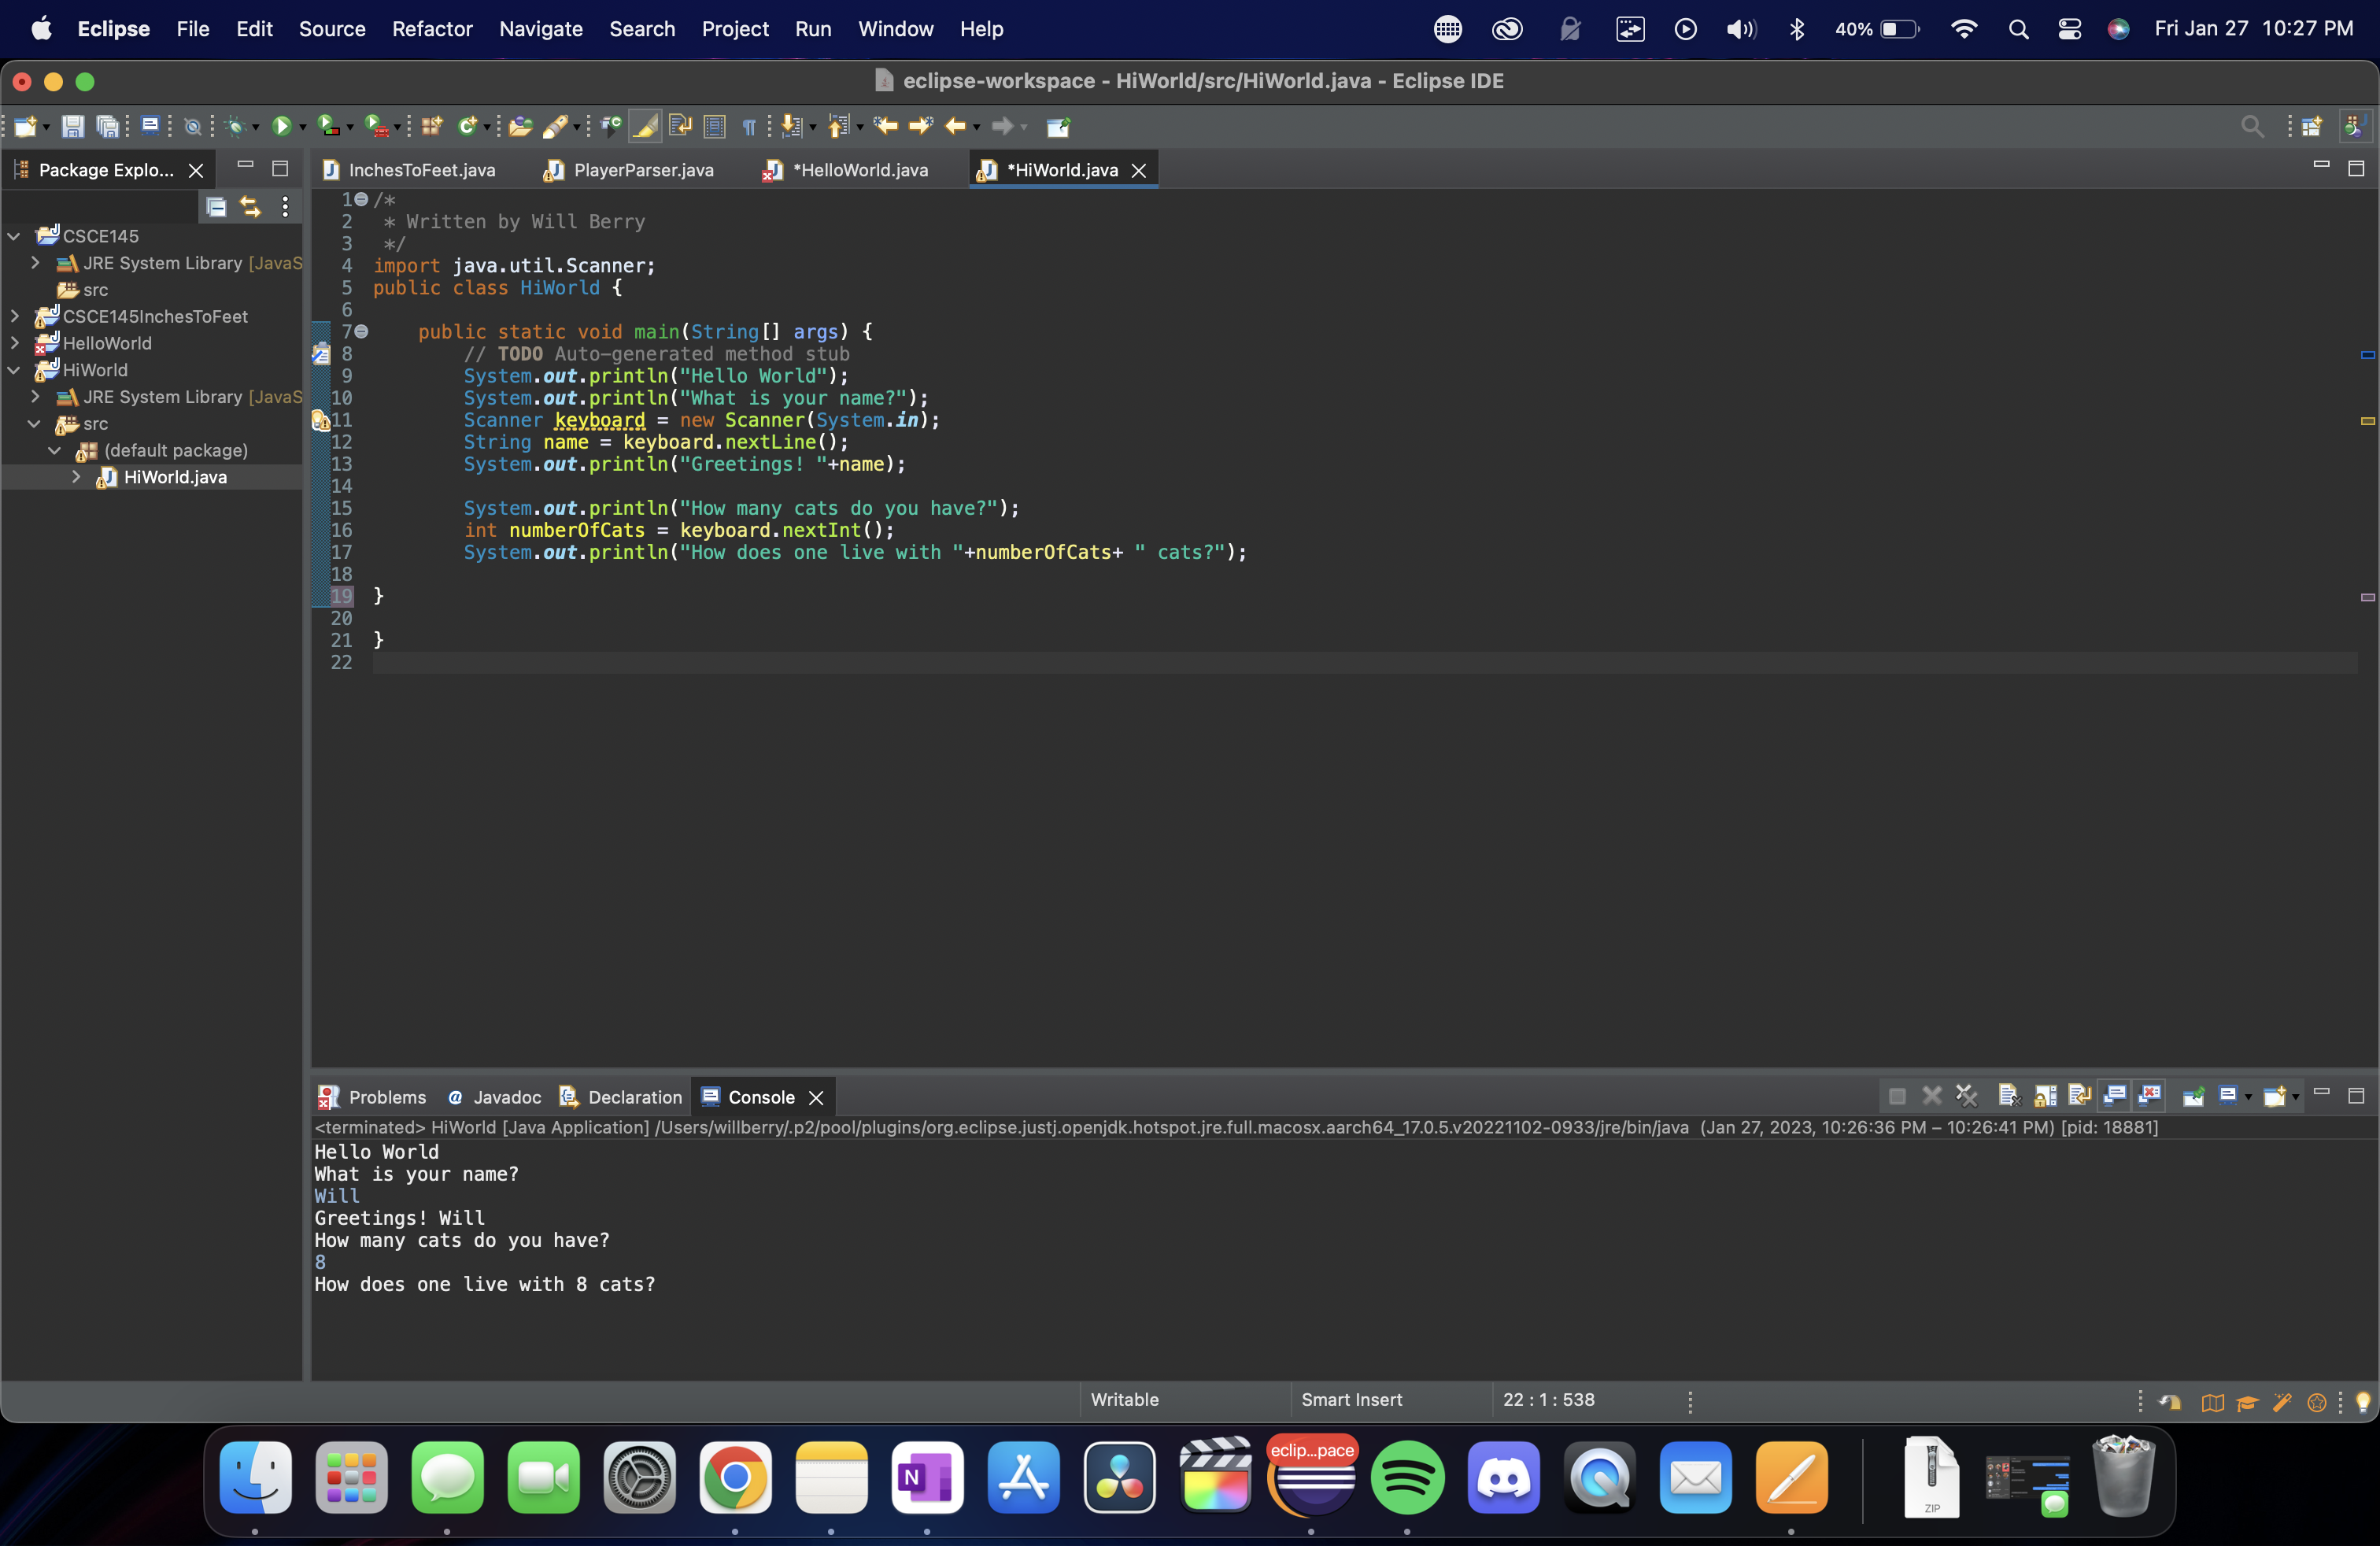 Eclipse File Edit Source Refactor Navigate Search Project Run Window Help 40% Fri Jan 27 10:27 PM
eclipse-workspace - HiWorld/src/HiWorld.java - Eclipse IDE
Package Explo... InchesToFeet.java PlayerParser.java *HelloWorld.java *HiWorld.java
CSCE145
JRE System Library [JavaS
src
CSCE145InchesToFeet
HelloWorld
HiWorld
JRE System Library [JavaS
src
(default package)
HiWorld.java
1 /*
2  * Written by Will Berry
3  */
4 import java.util.Scanner;
5 public class HiWorld {
6
7     public static void main(String[] args) {
8         // TODO Auto-generated method stub
9         System.out.println("Hello World");
10         System.out.println("What is your name?");
11         Scanner keyboard = new Scanner(System.in);
12         String name = keyboard.nextLine();
13         System.out.println("Greetings! "+name);
14
15         System.out.println("How many cats do you have?");
16         int numberOfCats = keyboard.nextInt();
17         System.out.println("How does one live with "+numberOfCats+ " cats?");
18
19 }
20
21 }
22
Problems Javadoc Declaration Console
<terminated> HiWorld [Java Application] /Users/willberry/.p2/pool/plugins/org.eclipse.justj.openjdk.hotspot.jre.full.macosx.aarch64_17.0.5.v20221102-0933/jre/bin/java (Jan 27, 2023, 10:26:36 PM – 10:26:41 PM) [pid: 18881]
Hello World
What is your name?
Will
Greetings! Will
How many cats do you have?
8
How does one live with 8 cats?
Writable Smart Insert 22 : 1 : 538
eclip...pace
N
ZIP